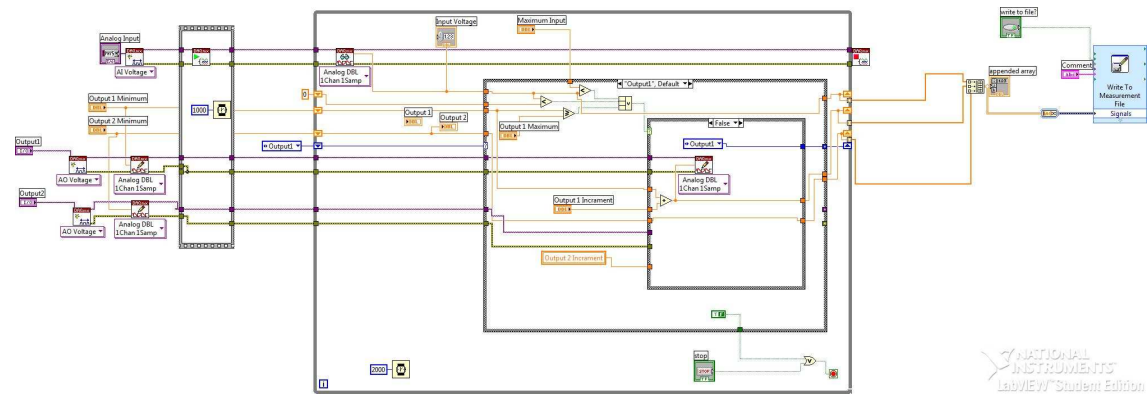 write to file?
Input Voltage
Maximum Input
Analog Input
AI Voltage
Analog DBL
1Chan 1Samp
"Output1", Default
Comment
appended array
Write To
Measurement
File
Signals
Output 1 Minimum
1000
0
Output 1
Output 2
Output 2 Minimum
Output 1 Maximum
False
Output1
Output1
Output1
AO Voltage
Analog DBL
1Chan 1Samp
Analog DBL
1Chan 1Samp
Output2
Output 1 Increament
AO Voltage
Analog DBL
1Chan 1Samp
Output 2 Increment
stop
2000
i
NATIONAL
INSTRUMENTS
LabVIEW Student Edition